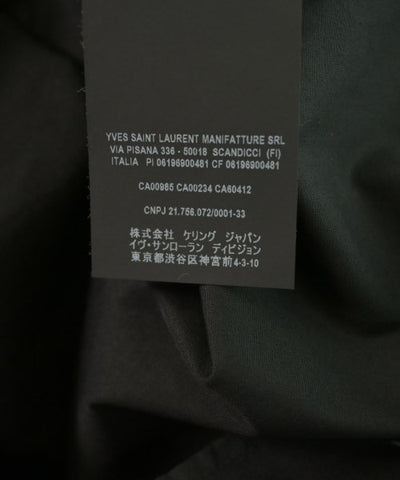 YVES SAINT LAURENT MANIFATTURE SRL
VIA PISANA 336 - 50018 SCANDICCI (FI)
ITALIA PI 06196900481 CF 06196900481
CA00985 CA00234 CA60412
CNPJ 21.756.072/0001-33
株式会社 ケリング ジャパン
イヴ・サンローラン ディビジョン
東京都渋谷区神宮前4-3-10